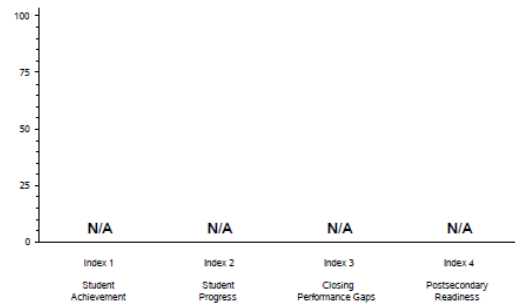 100
75
50
25
0
N/A N/A N/A N/A
Index 1 Index 2 Index 3 Index 4
Student Student Closing Postsecondary
Achievement Progress Performance Gaps Readiness